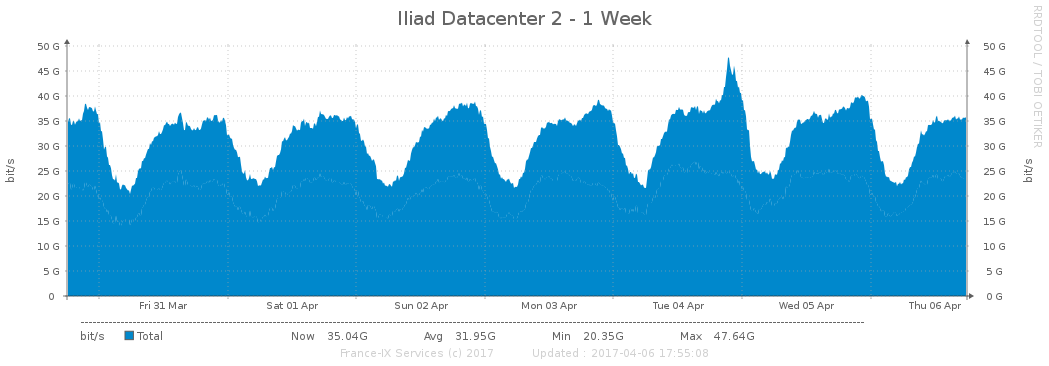 Iliad Datacenter 2 - 1 Week
RRDTOOL / TOBI OETIKER
50 G 50 G
45 G 45 G
40 G 40 G
35 G 35 G
30 G 30 G
25 G 25 G
20 G 20 G
15 G 15 G
10 G 10 G
5 G 5 G
0 0 G
bit/s
bit/s
Fri 31 Mar Sat 01 Apr Sun 02 Apr Mon 03 Apr Tue 04 Apr Wed 05 Apr Thu 06 Apr
bit/s Total Now 35.04G Avg 31.95G Min 20.35G Max 47.64G
France-IX Services (c) 2017 Updated : 2017-04-06 17:55:08